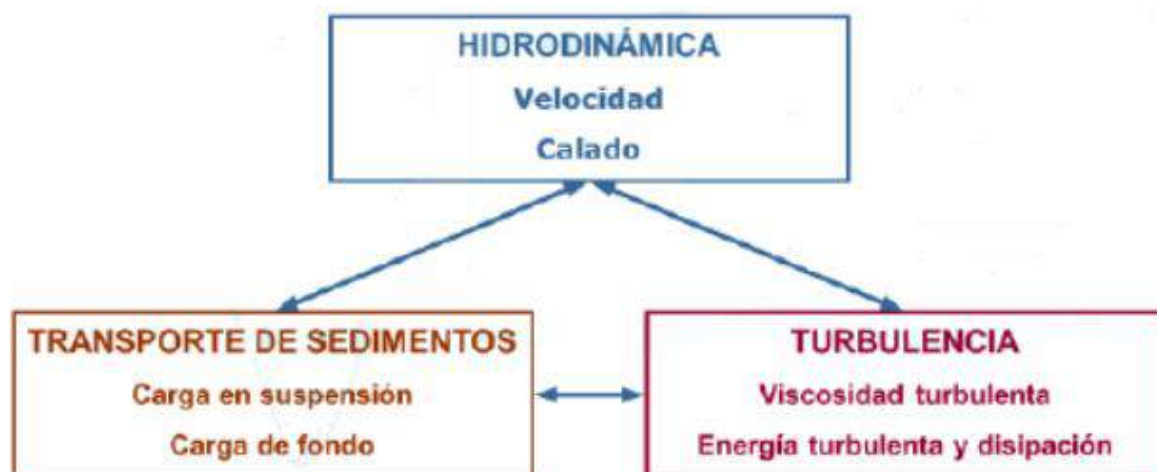 HIDRODINÁMICA
Velocidad
Calado
TRANSPORTE DE SEDIMENTOS
Carga en suspensión
Carga de fondo
TURBULENCIA
Viscosidad turbulenta
Energía turbulenta y disipación